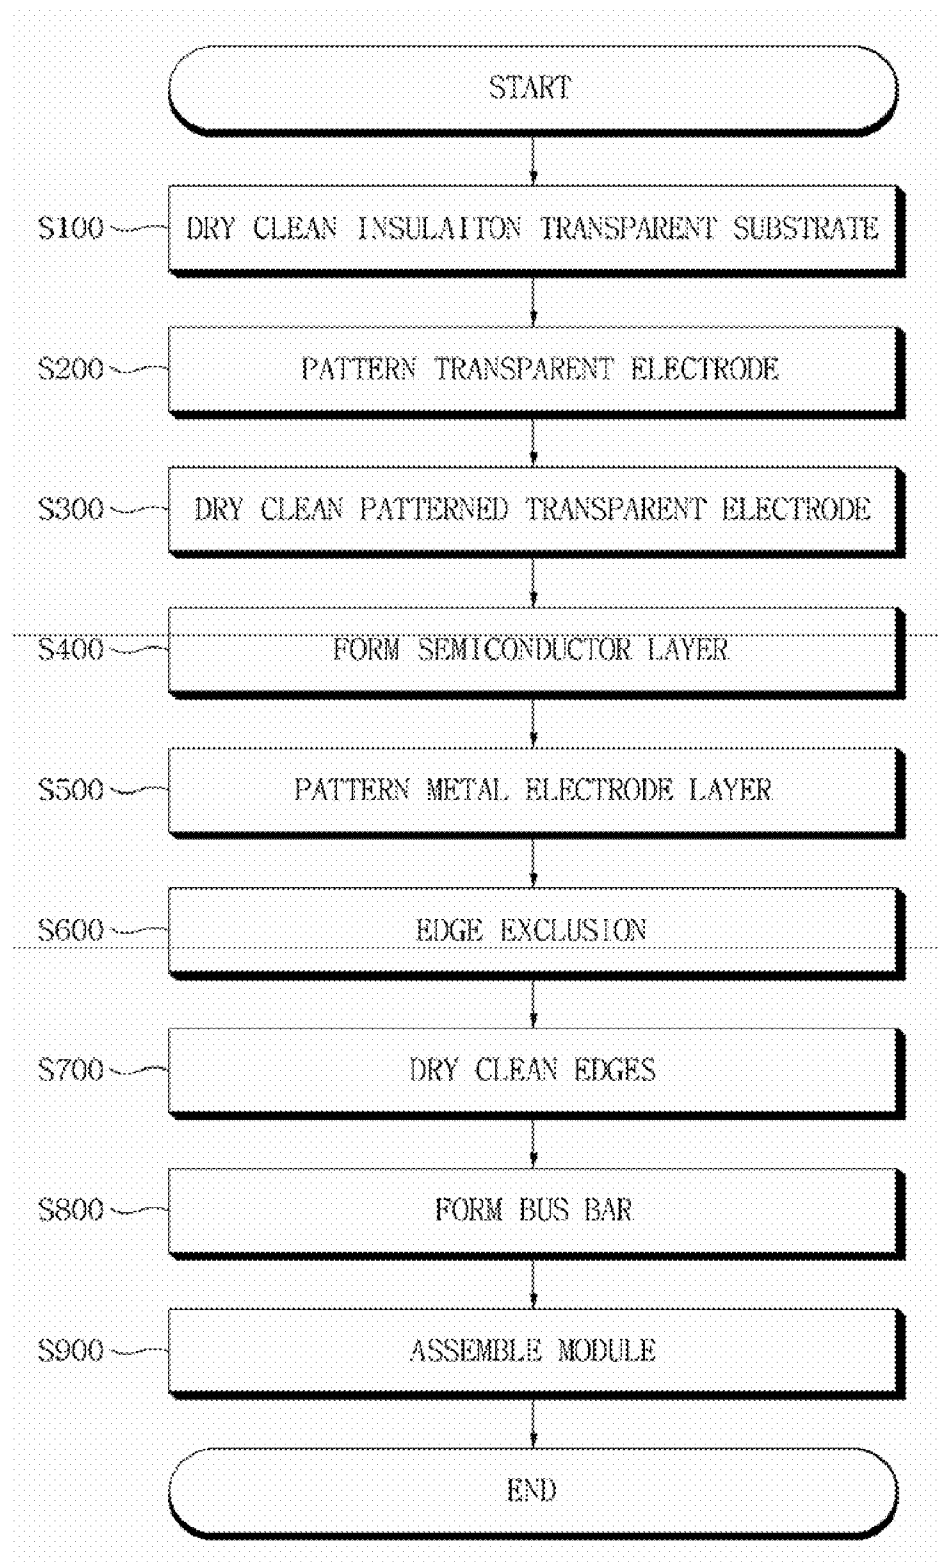 START
S100 DRY CLEAN INSULAITON TRANSPARENT SUBSTRATE
S200 PATTERN TRANSPARENT ELECTRODE
S300 DRY CLEAN PATTERNED TRANSPARENT ELECTRODE
S400 FORM SEMICONDUCTOR LAYER
S500 PATTERN METAL ELECTRODE LAYER
S600 EDGE EXCLUSION
S700 DRY CLEAN EDGES
S800 FORM BUS BAR
S900 ASSEMBLE MODULE
END